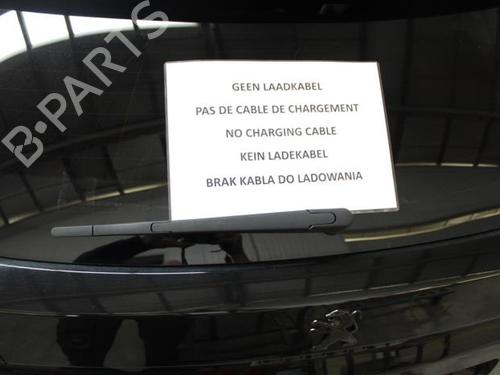 B-PARTS
GEEN LAADKABEL
PAS DE CABLE DE CHARGEMENT
NO CHARGING CABLE
KEIN LADEKABEL
BRAK KABLA DO LADOWANIA